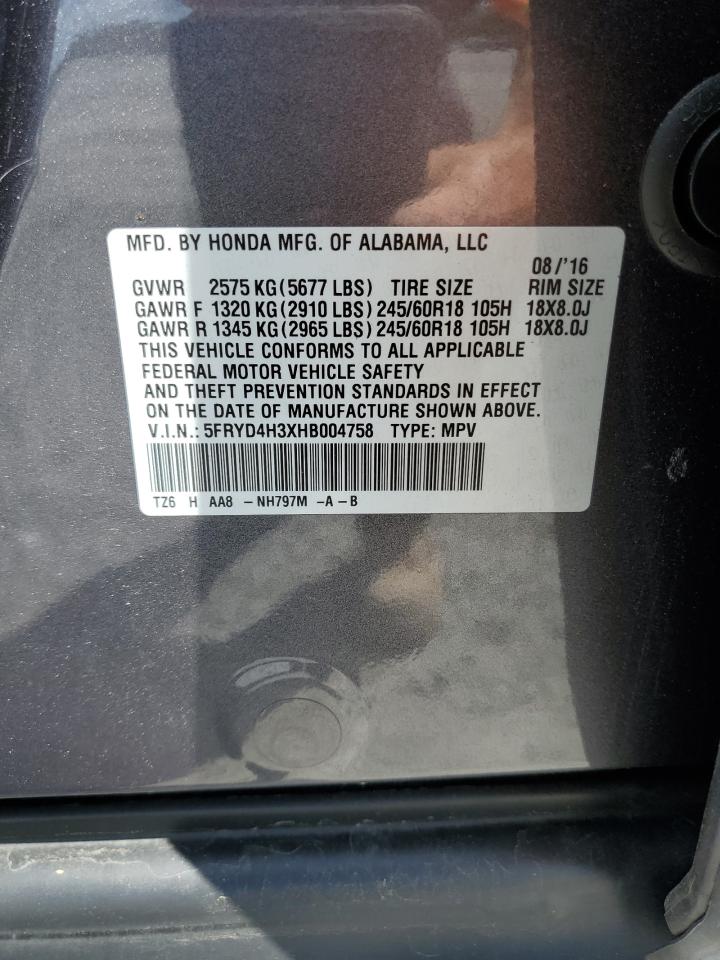 MFD. BY HONDA MFG. OF ALABAMA, LLC
08/'16
GVWR 2575 KG(5677 LBS) TIRE SIZE RIM SIZE
GAWR F 1320 KG(2910 LBS) 245/60R18 105H 18X8.0J
GAWR R 1345 KG(2965 LBS) 245/60R18 105H 18X8.0J
THIS VEHICLE CONFORMS TO ALL APPLICABLE
FEDERAL MOTOR VEHICLE SAFETY
AND THEFT PREVENTION STANDARDS IN EFFECT
ON THE DATE OF MANUFACTURE SHOWN ABOVE.
V.I.N.: 5FRYD4H3XHB004758 TYPE: MPV
TZ6 H AA8 - NH797M -A - B